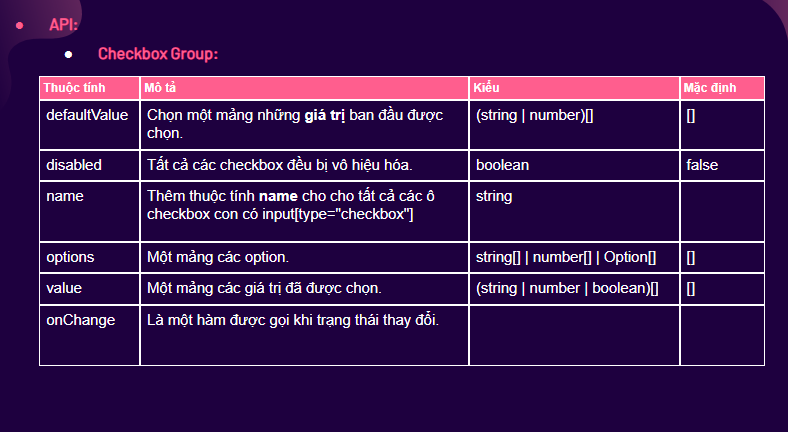 API:
Checkbox Group:
Thuộc tính Mô tả Kiểu Mặc định
defaultValue Chọn một mảng những giá trị ban đầu được (string | number)[] []
chọn.
disabled Tất cả các checkbox đều bị vô hiệu hóa. boolean false
name Thêm thuộc tính name cho cho tất cả các ô string
checkbox con có input[type="checkbox"]
options Một mảng các option. string[] | number[] | Option[] []
value Một mảng các giá trị đã được chọn. (string | number | boolean)[] []
onChange Là một hàm được gọi khi trạng thái thay đổi.